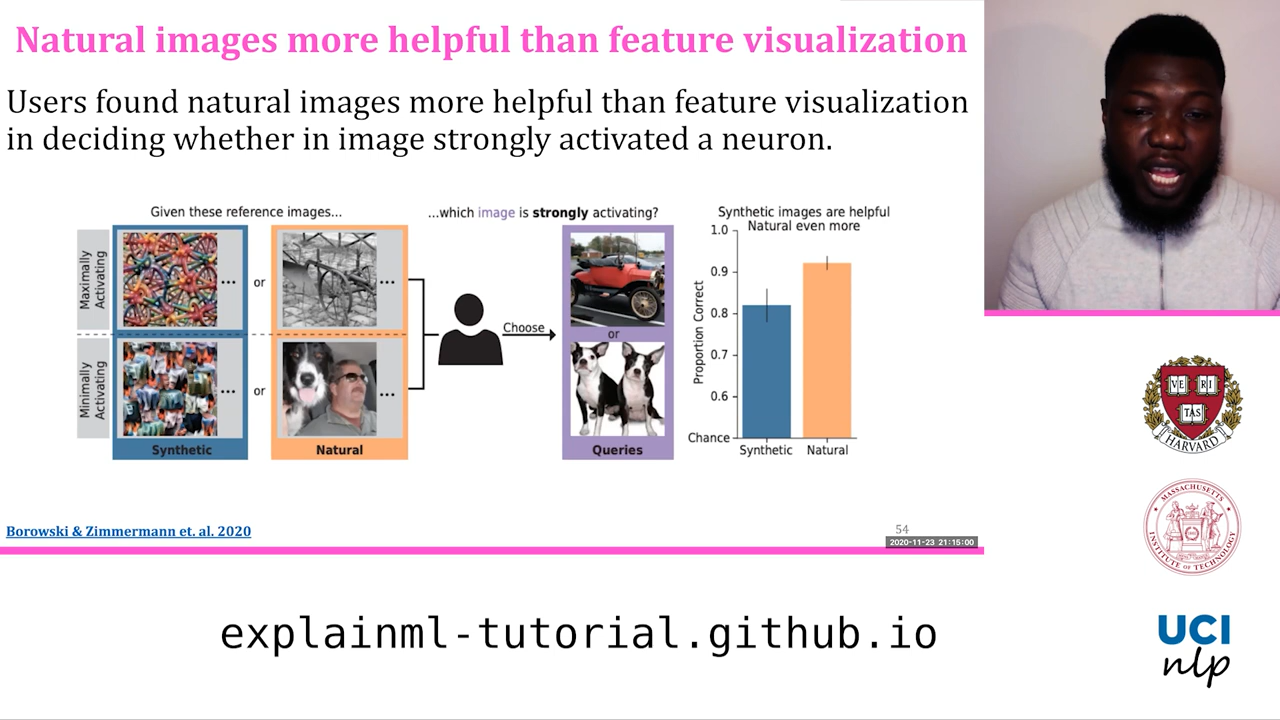 Natural images more helpful than feature visualization
Users found natural images more helpful than feature visualization
in deciding whether in image strongly activated a neuron.
Given these reference images...
...which image is strongly activating?
Synthetic images are helpful
Natural even more
Maximally
Activating
...
or
...
Minimally
Activating
...
or
...
Synthetic
Natural
Choose
or
Queries
Proportion Correct
1.0
0.9
0.8
0.7
0.6
Chance
Synthetic
Natural
Borowski & Zimmermann et. al. 2020
54
2020-11-23 21:15:00
explainml-tutorial.github.io
VE RI
TAS
HARVARD
MASSACHUSETTS
INSTITUTE OF TECHNOLOGY
UCI
nlp